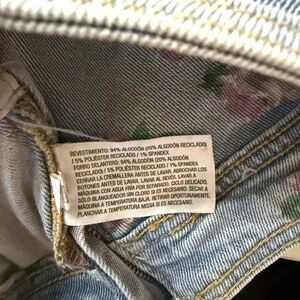 REVESTIMIENTO: 94% ALGODÓN (20% ALGODÓN RECICLADO)
/ 5% POLIÉSTER RECICLADO / 1% SPANDEX
FORRO DELANTERO: 94% ALGODÓN (20% ALGODÓN
RECICLADO) / 5% POLIÉSTER RECICLADO / 1% SPANDEX
CERRAR LA CREMALLERA ANTES DE LAVAR. ABROCHAR LOS
BOTONES ANTES DE LAVAR. LAVAR AL REVES. LAVAR A
MÁQUINA CON AGUA FRÍA POR SEPARADO. CICLO DELICADO.
SÓLO BLANQUEADOR SIN CLORO SI ES NECESARIO. SECAR A
MÁQUINA A TEMPERATURA BAJA. RETIRAR OPORTUNAMENTE.
PLANCHAR A TEMPERATURA MEDIA SI ES NECESARIO.